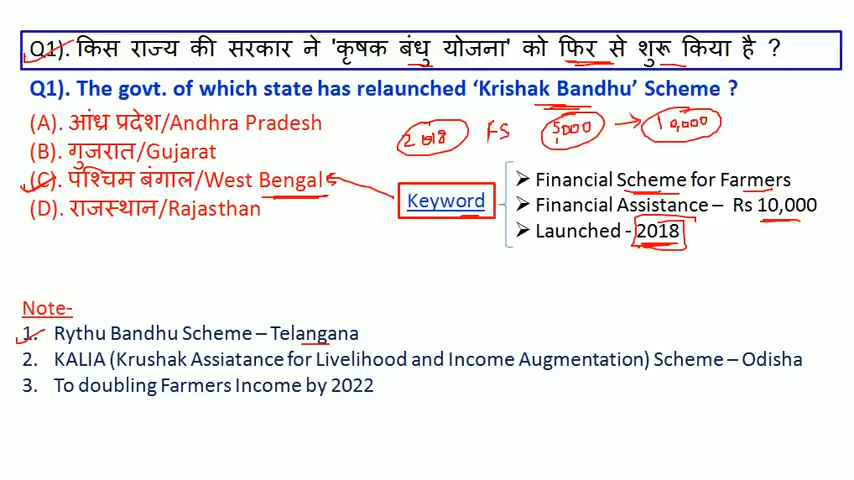 Q1). किस राज्य की सरकार ने 'कृषक बंधु योजना' को फिर से शुरू किया है ?
Q1). The govt. of which state has relaunched ‘Krishak Bandhu’ Scheme ?
(A). आंध्र प्रदेश/Andhra Pradesh
(B). गुजरात/Gujarat
(C). पश्चिम बंगाल/West Bengal
(D). राजस्थान/Rajasthan
2018 FS 5,000 → 10,000
Keyword
➢ Financial Scheme for Farmers
➢ Financial Assistance – Rs 10,000
➢ Launched - 2018
Note-
1. Rythu Bandhu Scheme – Telangana
2. KALIA (Krushak Assiatance for Livelihood and Income Augmentation) Scheme – Odisha
3. To doubling Farmers Income by 2022